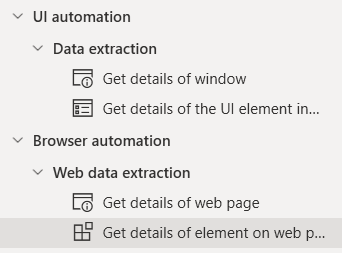 UI automation
Data extraction
Get details of window
Get details of the UI element in...
Browser automation
Web data extraction
Get details of web page
Get details of element on web p...